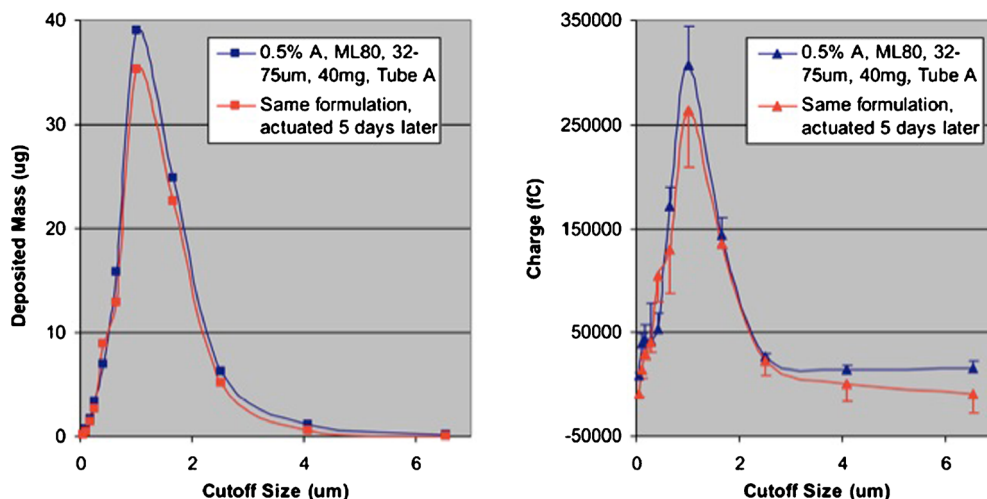 40
30
20
10
0
Deposited Mass (ug)
0.5% A, ML80, 32-
75um, 40mg, Tube A
Same formulation,
actuated 5 days later
0 2 4 6
Cutoff Size (um)
350000
250000
150000
50000
-50000
Charge (fC)
0.5% A, ML80, 32-
75um, 40mg, Tube A
Same formulation,
actuated 5 days later
0 2 4 6
Cutoff Size (um)